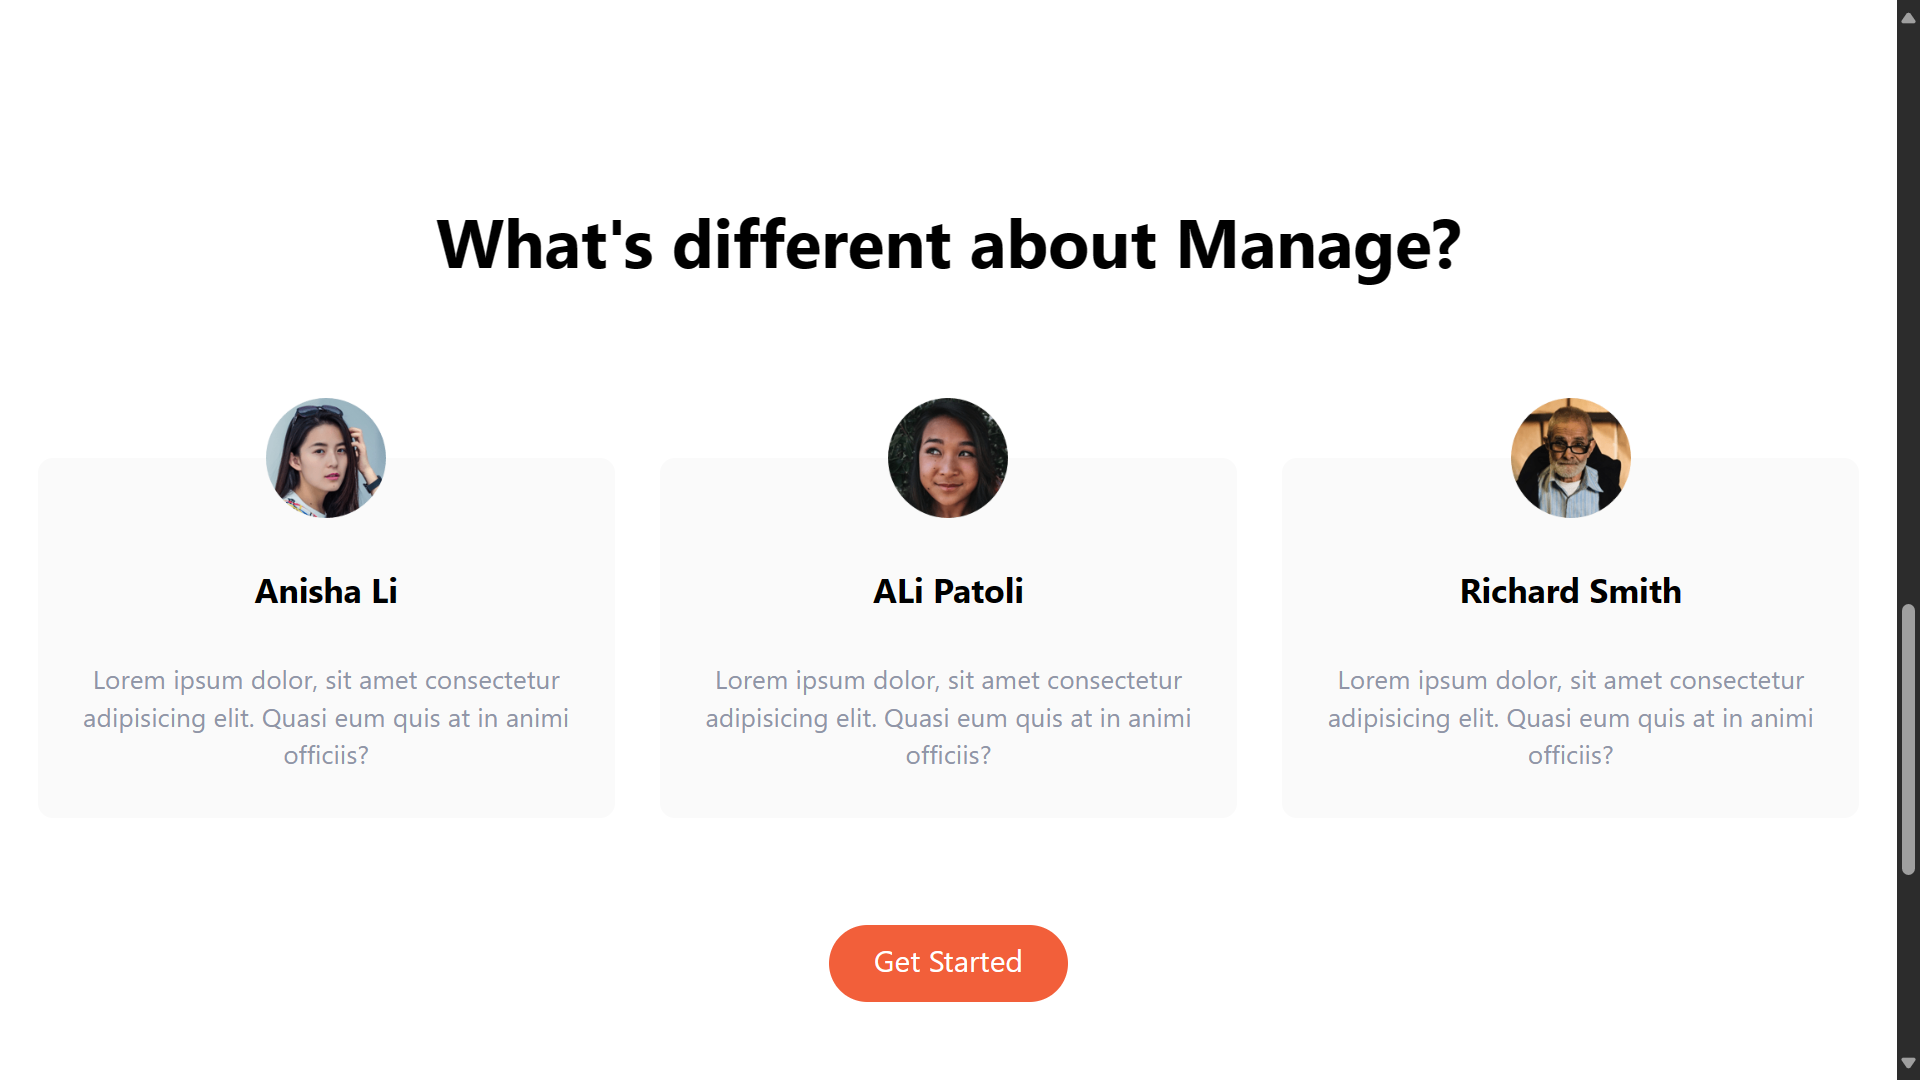 What's different about Manage?
Anisha Li
Lorem ipsum dolor, sit amet consectetur
adipisicing elit. Quasi eum quis at in animi
officiis?
ALi Patoli
Lorem ipsum dolor, sit amet consectetur
adipisicing elit. Quasi eum quis at in animi
officiis?
Richard Smith
Lorem ipsum dolor, sit amet consectetur
adipisicing elit. Quasi eum quis at in animi
officiis?
Get Started